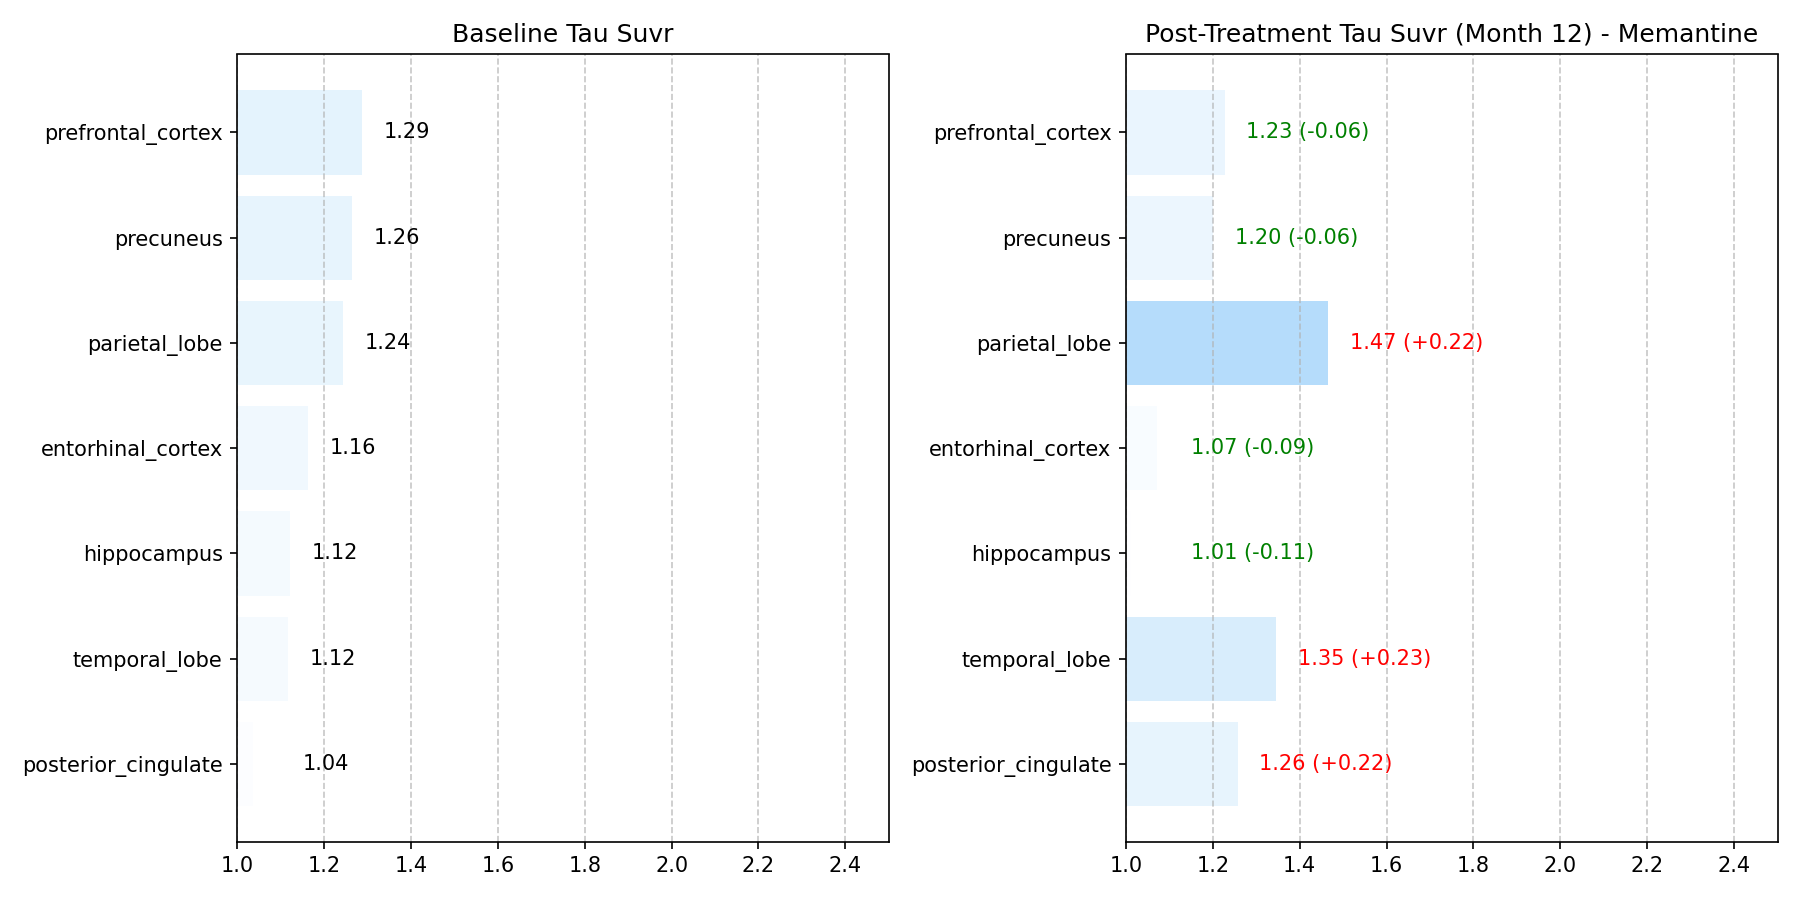 Baseline Tau Suvr
prefrontal_cortex
1.29
precuneus
1.26
parietal_lobe
1.24
entorhinal_cortex
1.16
hippocampus
1.12
temporal_lobe
1.12
posterior_cingulate
1.04
1.0 1.2 1.4 1.6 1.8 2.0 2.2 2.4
Post-Treatment Tau Suvr (Month 12) - Memantine
prefrontal_cortex
1.23 (-0.06)
precuneus
1.20 (-0.06)
parietal_lobe
1.47 (+0.22)
entorhinal_cortex
1.07 (-0.09)
hippocampus
1.01 (-0.11)
temporal_lobe
1.35 (+0.23)
posterior_cingulate
1.26 (+0.22)
1.0 1.2 1.4 1.6 1.8 2.0 2.2 2.4